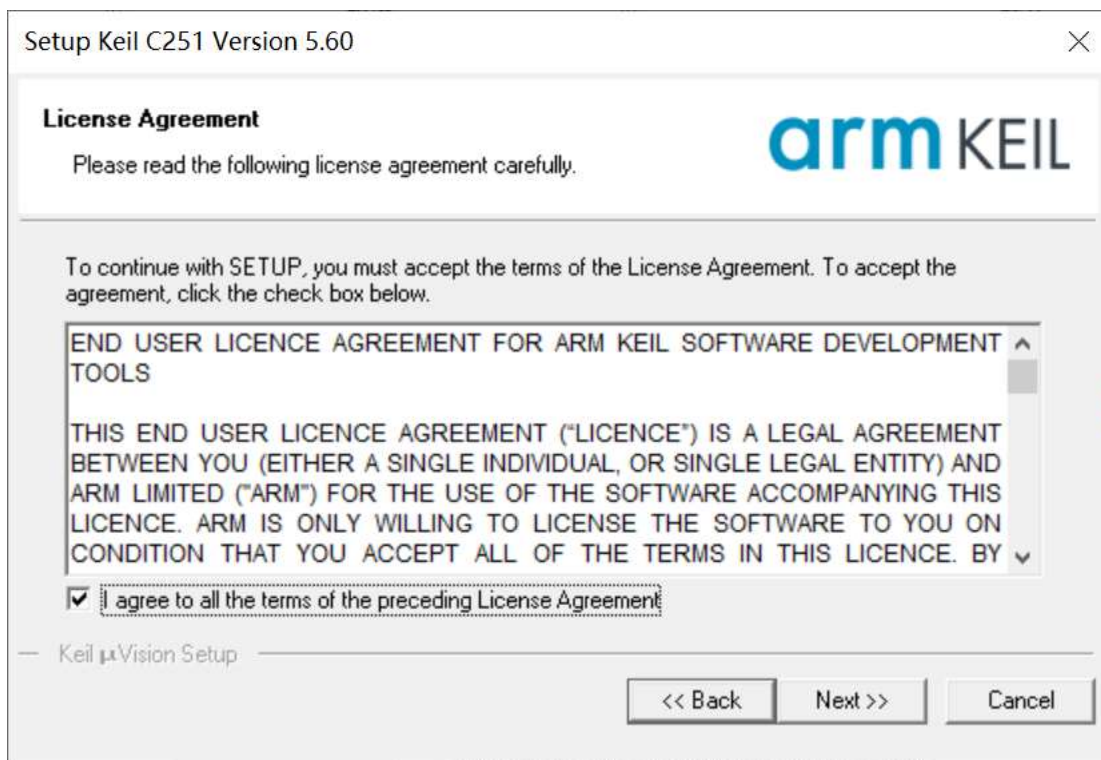 Setup Keil C251 Version 5.60
License Agreement
Please read the following license agreement carefully.
arm KEIL
To continue with SETUP, you must accept the terms of the License Agreement. To accept the
agreement, click the check box below.
END USER LICENCE AGREEMENT FOR ARM KEIL SOFTWARE DEVELOPMENT
TOOLS
THIS END USER LICENCE AGREEMENT (“LICENCE”) IS A LEGAL AGREEMENT
BETWEEN YOU (EITHER A SINGLE INDIVIDUAL, OR SINGLE LEGAL ENTITY) AND
ARM LIMITED ("ARM") FOR THE USE OF THE SOFTWARE ACCOMPANYING THIS
LICENCE. ARM IS ONLY WILLING TO LICENSE THE SOFTWARE TO YOU ON
CONDITION THAT YOU ACCEPT ALL OF THE TERMS IN THIS LICENCE. BY
I agree to all the terms of the preceding License Agreement
Keil µVision Setup
<< Back Next >> Cancel